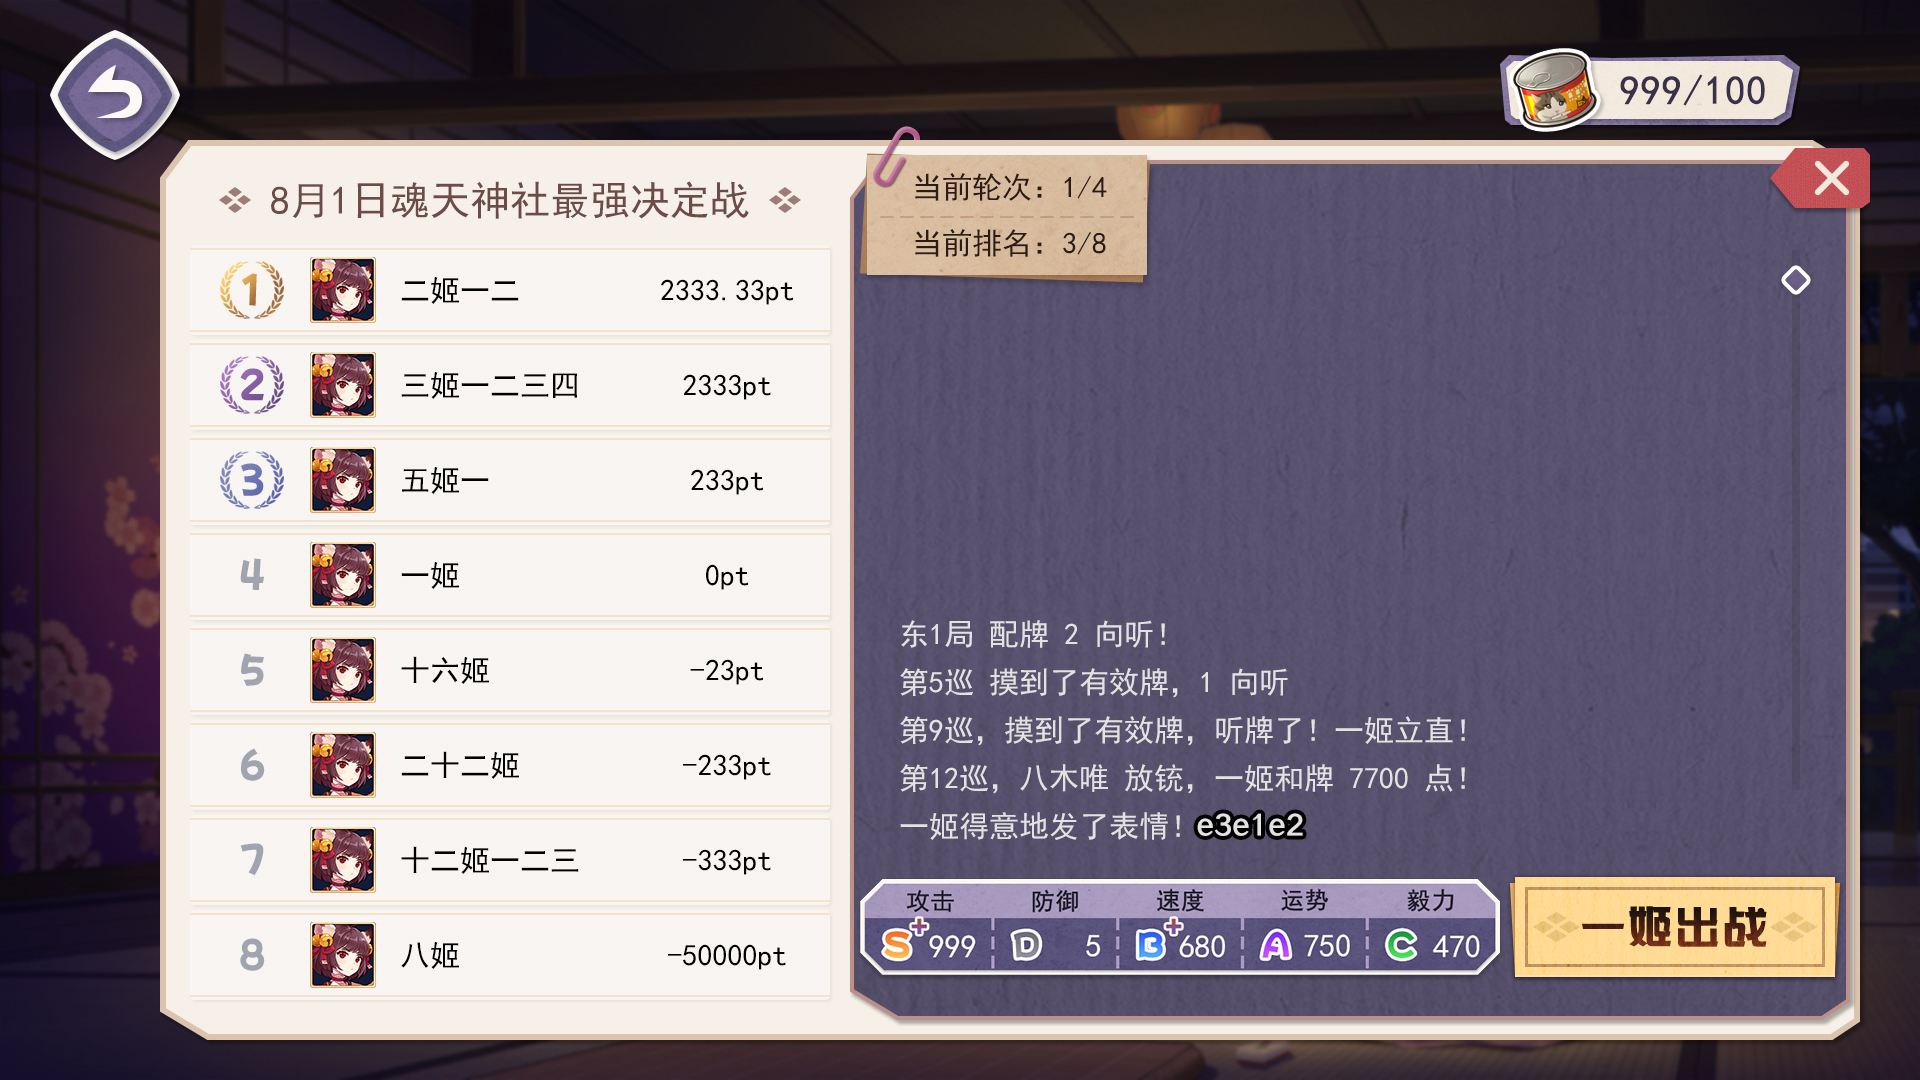 999/100
8月1日魂天神社最强决定战
1 二姬一二 2333.33pt
2 三姬一二三四 2333pt
3 五姬一 233pt
4 一姬 0pt
5 十六姬 -23pt
6 二十二姬 -233pt
7 十二姬一二三 -333pt
8 八姬 -50000pt
当前轮次：1/4
当前排名：3/8
东1局 配牌 2 向听！
第5巡 摸到了有效牌，1 向听
第9巡，摸到了有效牌，听牌了！一姬立直！
第12巡，八木唯 放铳，一姬和牌 7700 点！
一姬得意地发了表情！e3e1e2
攻击 防御 速度 运势 毅力
S+ 999 D 5 B+ 680 A 750 C 470
一姬出战